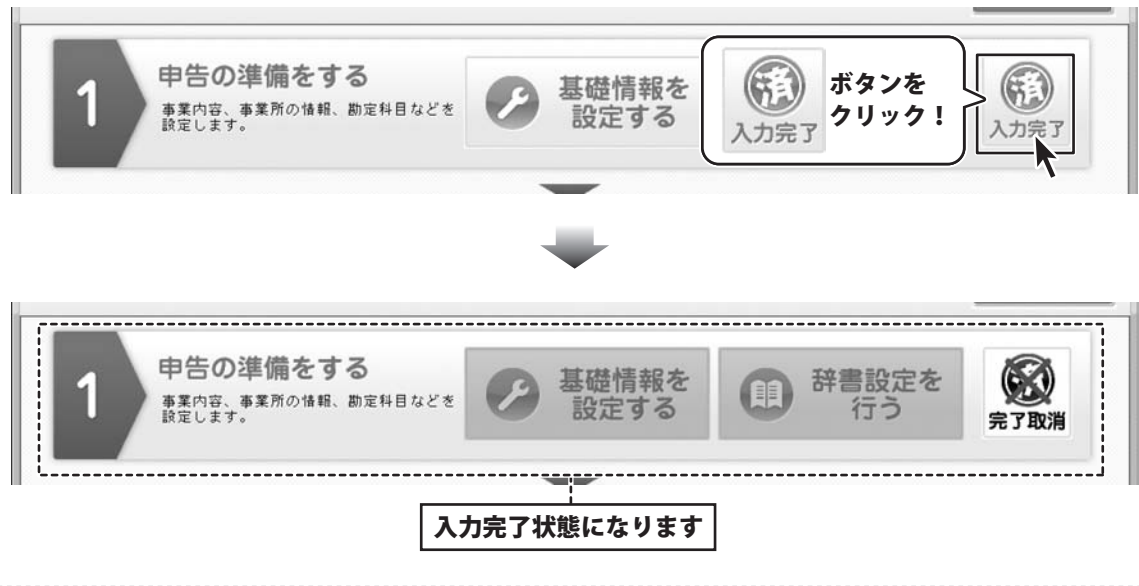 1
申告の準備をする
事業内容、事業所の情報、勘定科目などを
設定します。
基礎情報を
設定する
済
入力完了
ボタンを
クリック！
済
入力完了
1
申告の準備をする
事業内容、事業所の情報、勘定科目などを
設定します。
基礎情報を
設定する
辞書設定を
行う
済
完了取消
入力完了状態になります